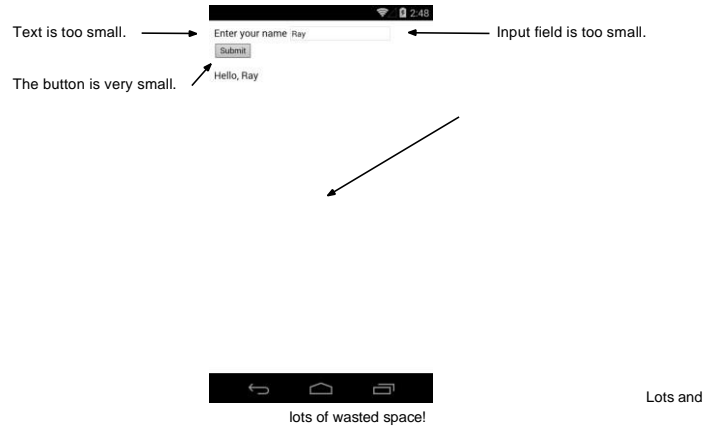 2:48
Text is too small.
Enter your name Ray
Input field is too small.
Submit
Hello, Ray
The button is very small.
Lots and
lots of wasted space!